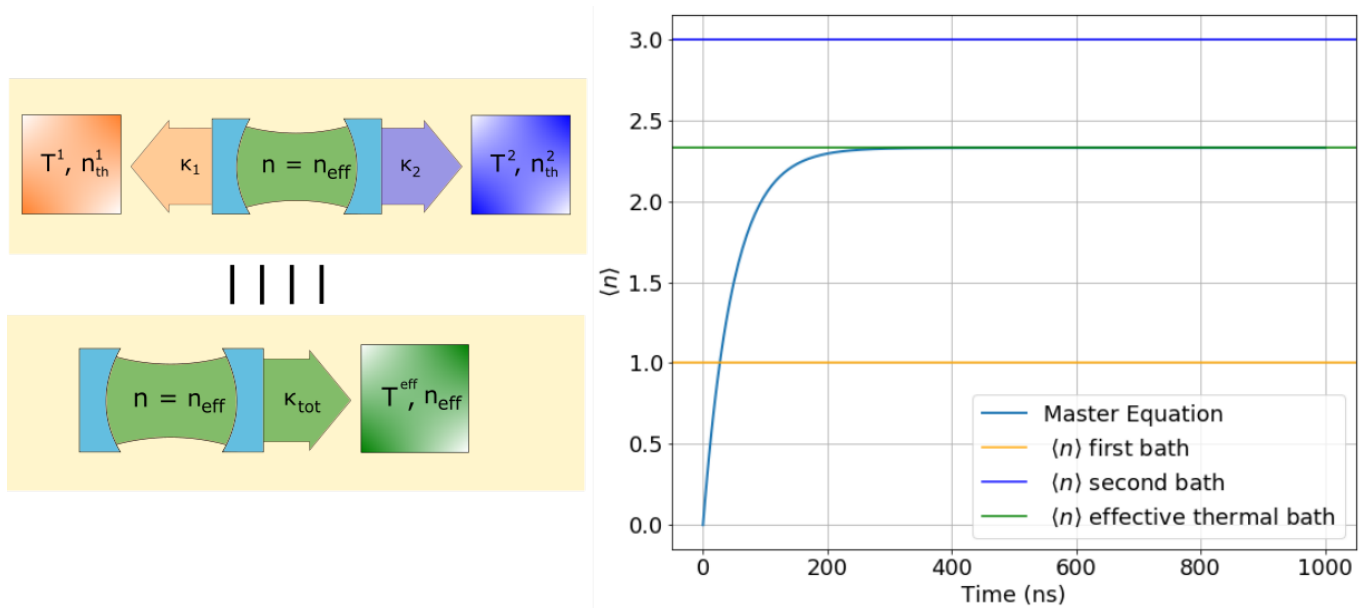 T¹, n¹ₜₕ
κ₁
n = n_eff
κ₂
T², n²ₜₕ
n = n_eff
κₜₒₜ
T^eff, n_eff
⟨n⟩
3.0
2.5
2.0
1.5
1.0
0.5
0.0
Master Equation
⟨n⟩ first bath
⟨n⟩ second bath
⟨n⟩ effective thermal bath
0 200 400 600 800 1000
Time (ns)